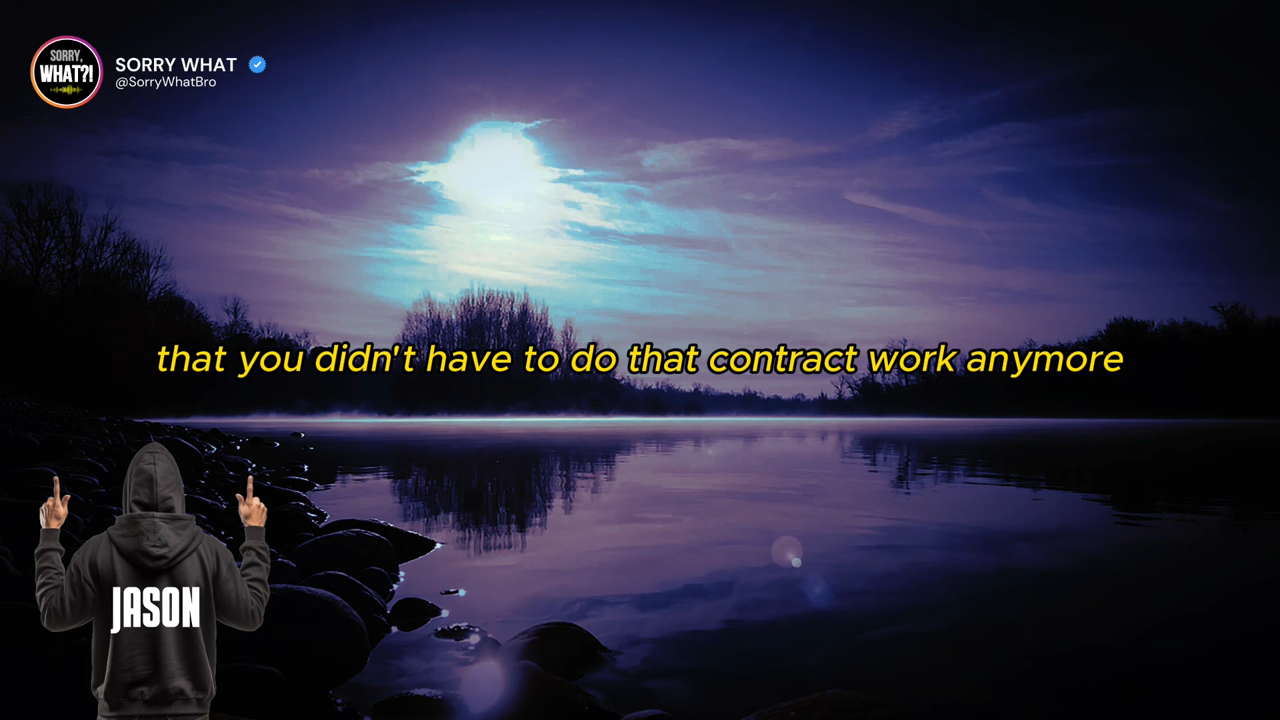 SORRY,
WHAT?!
SORRY WHAT
@SorryWhatBro
that you didn't have to do that contract work anymore
JASON